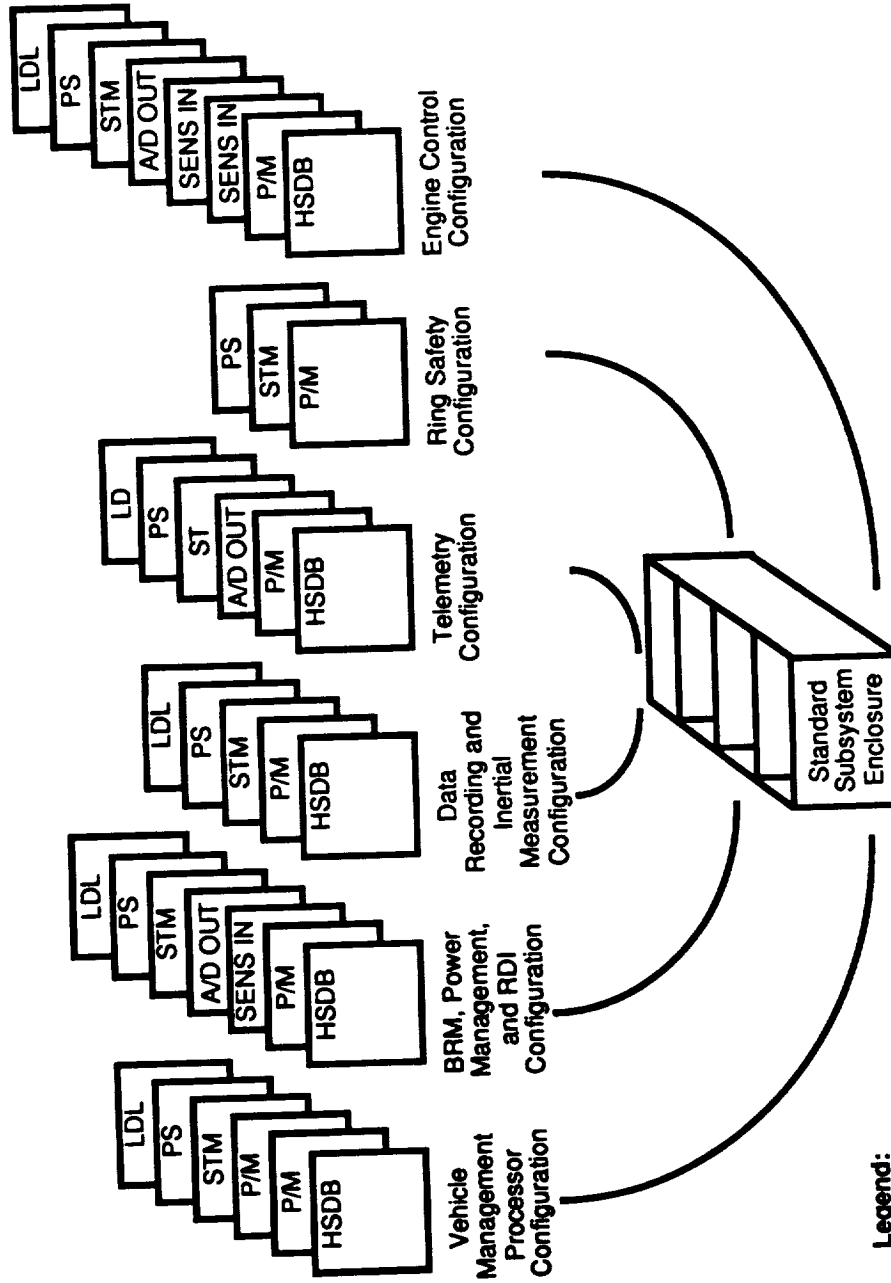 LDL
PS
STM
P/M
P/M
HSDB
Vehicle
Management
Processor
Configuration
LDL
PS
STM
A/D OUT
SENS IN
P/M
HSDB
BRM, Power
Management,
and RDI
Configuration
LDL
PS
STM
P/M
HSDB
Data
Recording and
Inertial
Measurement
Configuration
LD
PS
ST
A/D OUT
P/M
HSDB
Telemetry
Configuration
PS
STM
P/M
Ring Safety
Configuration
LDL
PS
STM
A/D OUT
SENS IN
SENS IN
P/M
HSDB
Engine Control
Configuration
Standard
Subsystem
Enclosure
Legend: